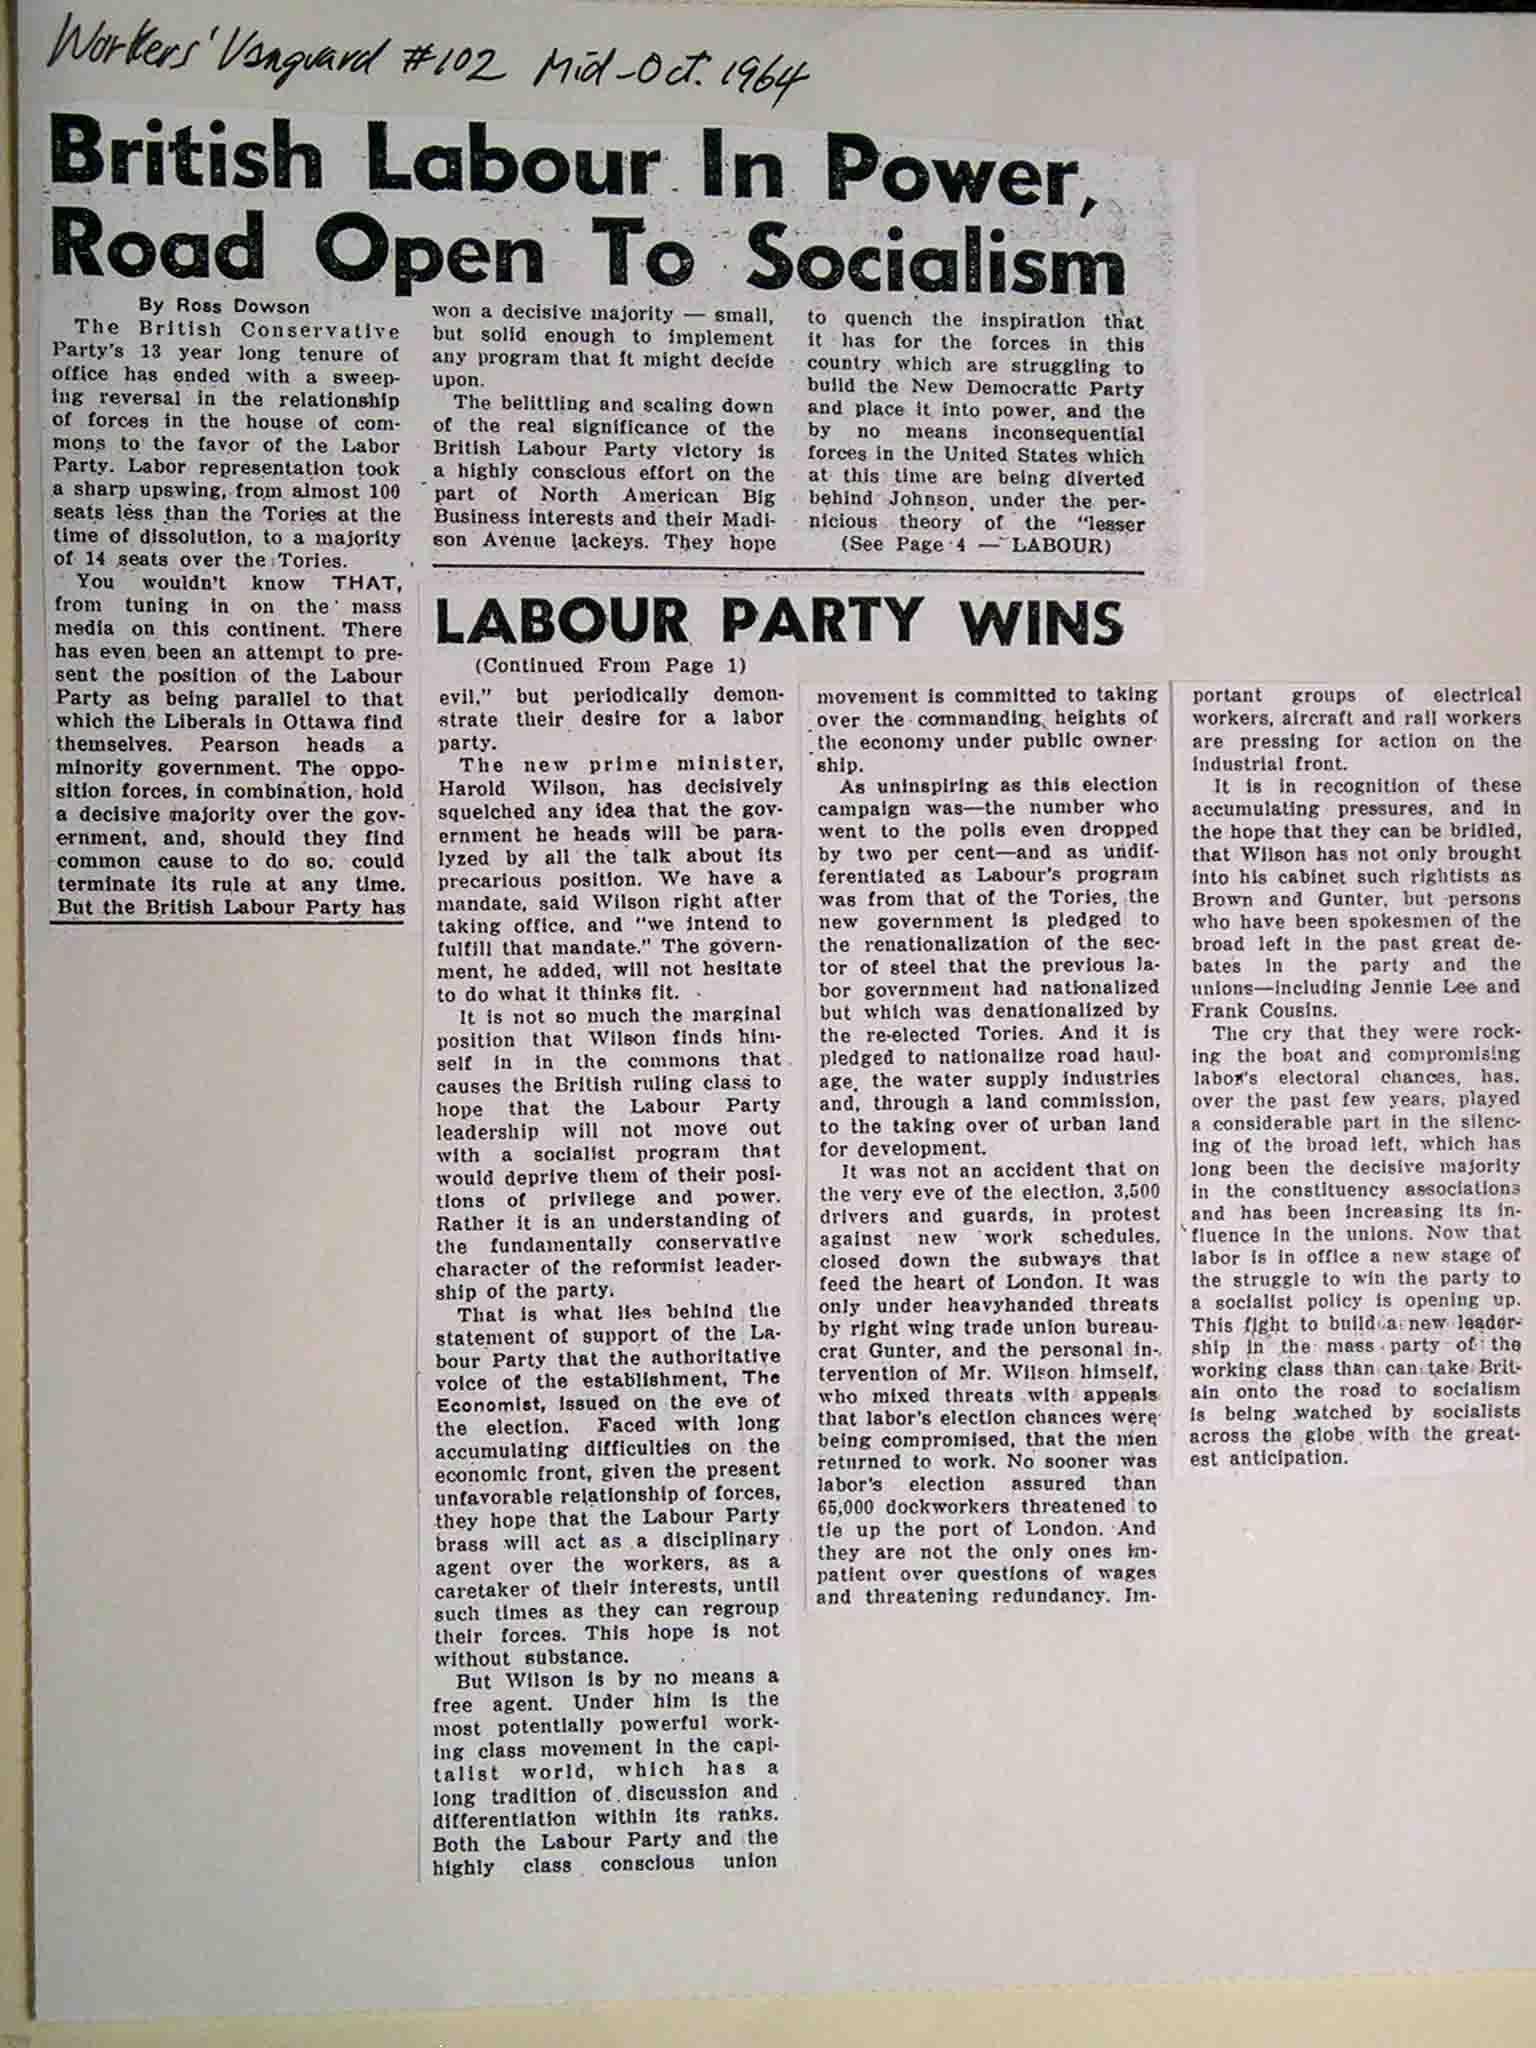 Workers' Vanguard #102 Mid-Oct. 1964
British Labour In Power,
Road Open To Socialism
By Ross Dowson
The British Conservative
Party's 13 year long tenure of
office has ended with a sweep-
ing reversal in the relationship
of forces in the house of com-
mons to the favor of the Labor
Party. Labor representation took
a sharp upswing, from almost 100
seats less than the Tories at the
time of dissolution, to a majority
of 14 seats over the Tories.
You wouldn't know THAT,
from tuning in on the mass
media on this continent. There
has even been an attempt to pre-
sent the position of the Labour
Party as being parallel to that
which the Liberals in Ottawa find
themselves. Pearson heads a
minority government. The oppo-
sition forces, in combination, hold
a decisive majority over the gov-
ernment, and, should they find
common cause to do so, could
terminate its rule at any time.
But the British Labour Party has
won a decisive majority — small,
but solid enough to implement
any program that it might decide
upon.
The belittling and scaling down
of the real significance of the
British Labour Party victory is
a highly conscious effort on the
part of North American Big
Business interests and their Madi-
son Avenue lackeys. They hope
to quench the inspiration that
it has for the forces in this
country which are struggling to
build the New Democratic Party
and place it into power, and the
by no means inconsequential
forces in the United States which
at this time are being diverted
behind Johnson, under the per-
nicious theory of the "lesser
(See Page 4 — LABOUR)
LABOUR PARTY WINS
(Continued From Page 1)
evil," but periodically demon-
strate their desire for a labor
party.
The new prime minister,
Harold Wilson, has decisively
squelched any idea that the gov-
ernment he heads will be para-
lyzed by all the talk about its
precarious position. We have a
mandate, said Wilson right after
taking office, and "we intend to
fulfill that mandate." The govern-
ment, he added, will not hesitate
to do what it thinks fit.
It is not so much the marginal
position that Wilson finds him-
self in in the commons that
causes the British ruling class to
hope that the Labour Party
leadership will not move out
with a socialist program that
would deprive them of their posi-
tions of privilege and power.
Rather it is an understanding of
the fundamentally conservative
character of the reformist leader-
ship of the party.
That is what lies behind the
statement of support of the La-
bour Party that the authoritative
voice of the establishment, The
Economist, issued on the eve of
the election. Faced with long
accumulating difficulties on the
economic front, given the present
unfavorable relationship of forces,
they hope that the Labour Party
brass will act as a disciplinary
agent over the workers, as a
caretaker of their interests, until
such times as they can regroup
their forces. This hope is not
without substance.
But Wilson is by no means a
free agent. Under him is the
most potentially powerful work-
ing class movement in the capi-
talist world, which has a
long tradition of discussion and
differentiation within its ranks.
Both the Labour Party and the
highly class conscious union
movement is committed to taking
over the commanding heights of
the economy under public owner-
ship.
As uninspiring as this election
campaign was—the number who
went to the polls even dropped
by two per cent—and as undif-
ferentiated as Labour's program
was from that of the Tories, the
new government is pledged to
the renationalization of the sec-
tor of steel that the previous la-
bor government had nationalized
but which was denationalized by
the re-elected Tories. And it is
pledged to nationalize road haul-
age, the water supply industries
and, through a land commission,
to the taking over of urban land
for development.
It was not an accident that on
the very eve of the election, 3,500
drivers and guards, in protest
against new work schedules,
closed down the subways that
feed the heart of London. It was
only under heavyhanded threats
by right wing trade union bureau-
crat Gunter, and the personal in-
tervention of Mr. Wilson himself,
who mixed threats with appeals
that labor's election chances were
being compromised, that the men
returned to work. No sooner was
labor's election assured than
65,000 dockworkers threatened to
tie up the port of London. And
they are not the only ones im-
patient over questions of wages
and threatening redundancy. Im-
portant groups of electrical
workers, aircraft and rail workers
are pressing for action on the
industrial front.
It is in recognition of these
accumulating pressures, and in
the hope that they can be bridled,
that Wilson has not only brought
into his cabinet such rightists as
Brown and Gunter, but persons
who have been spokesmen of the
broad left in the past great de-
bates in the party and the
unions—including Jennie Lee and
Frank Cousins.
The cry that they were rock-
ing the boat and compromising
labor's electoral chances, has,
over the past few years, played
a considerable part in the silenc-
ing of the broad left, which has
long been the decisive majority
in the constituency associations
and has been increasing its in-
fluence in the unions. Now that
labor is in office a new stage of
the struggle to win the party to
a socialist policy is opening up.
This fight to build a new leader-
ship in the mass party of the
working class than can take Brit-
ain onto the road to socialism
is being watched by socialists
across the globe with the great-
est anticipation.